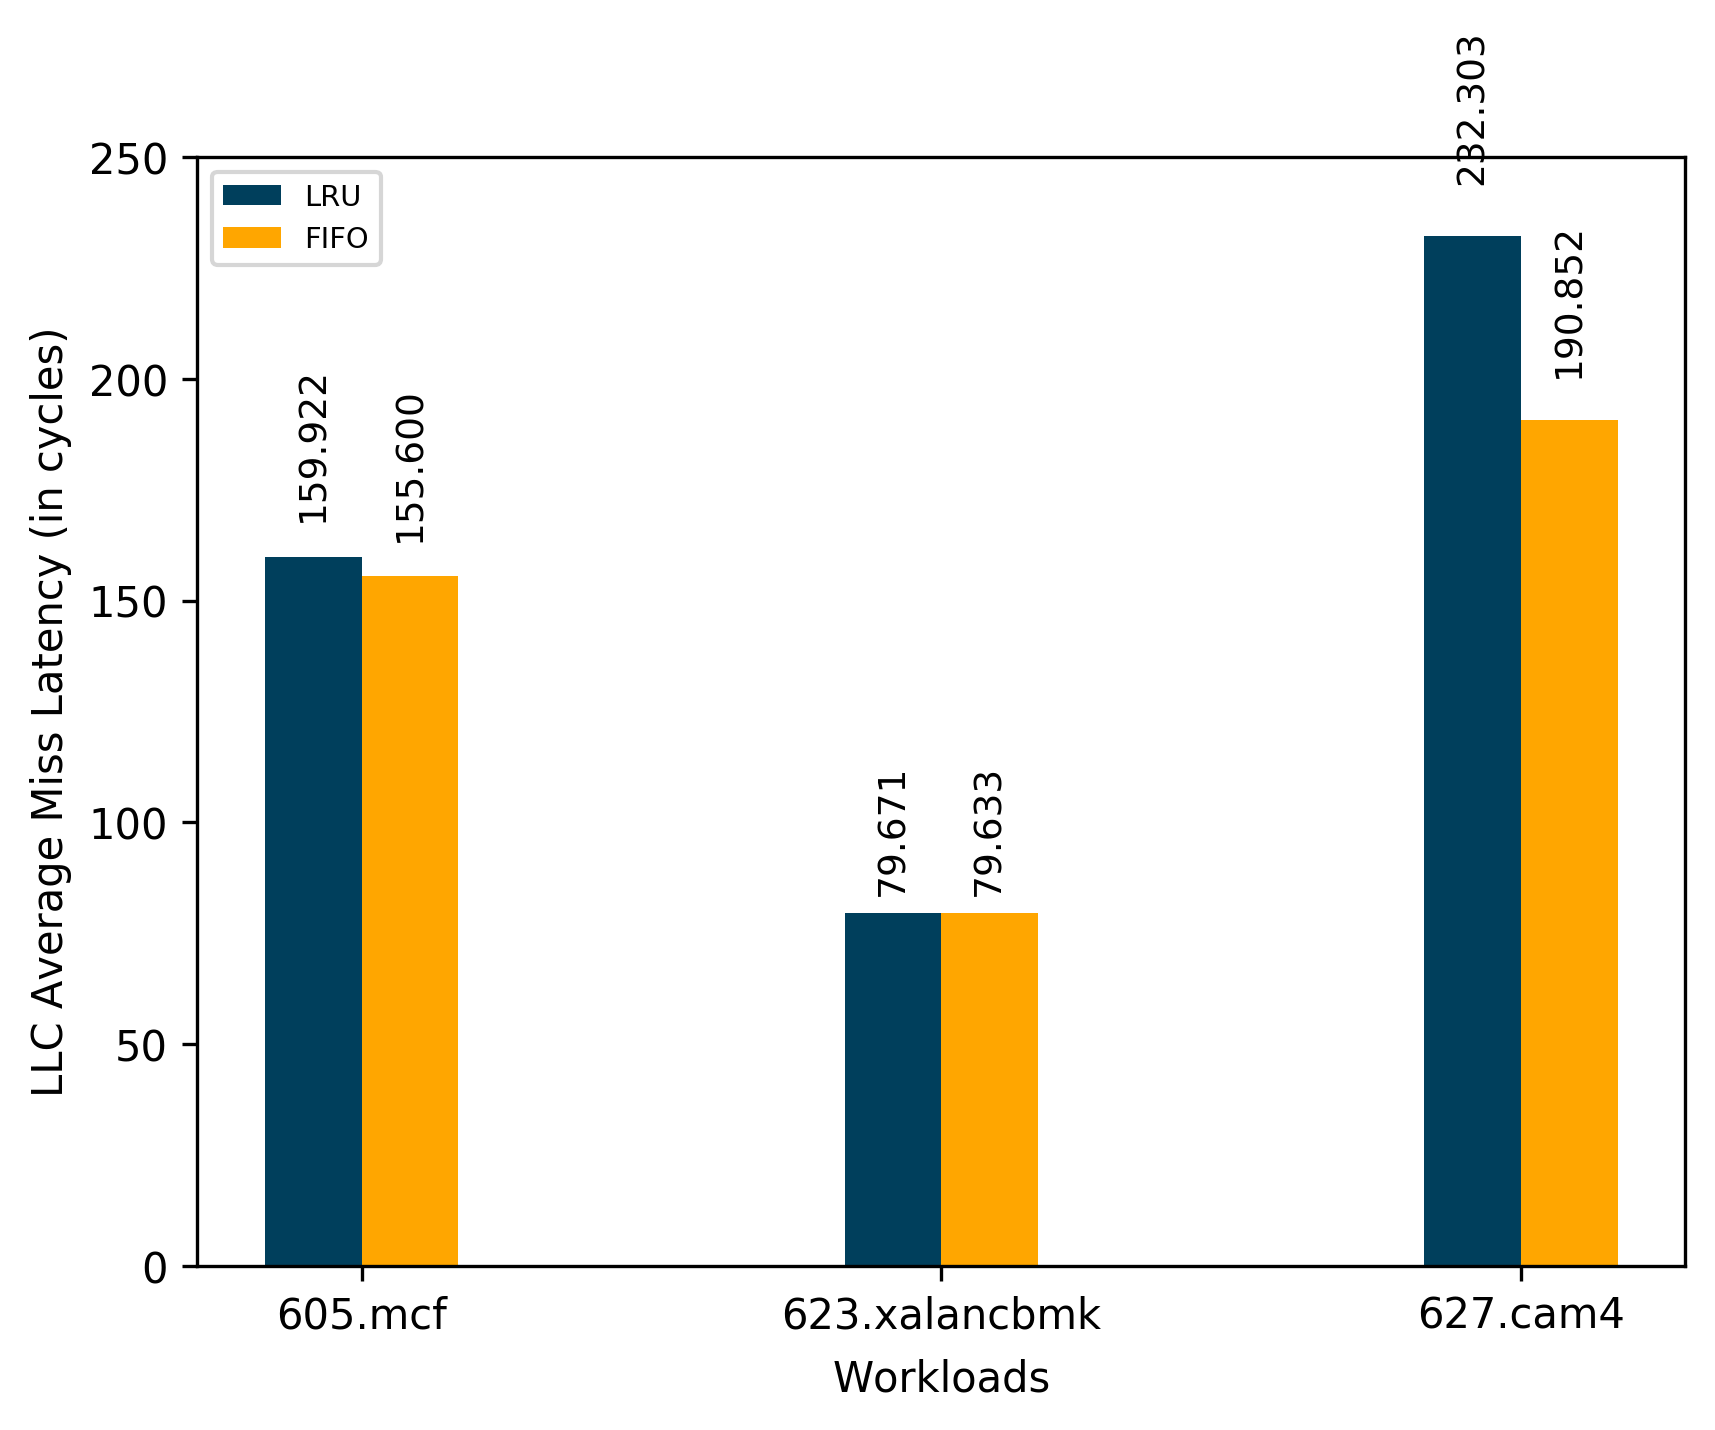 232.303
250
LRU
FIFO
190.852
200
159.922
155.600
150
LLC Average Miss Latency (in cycles)
100
79.671
79.633
50
0
605.mcf
623.xalancbmk
627.cam4
Workloads